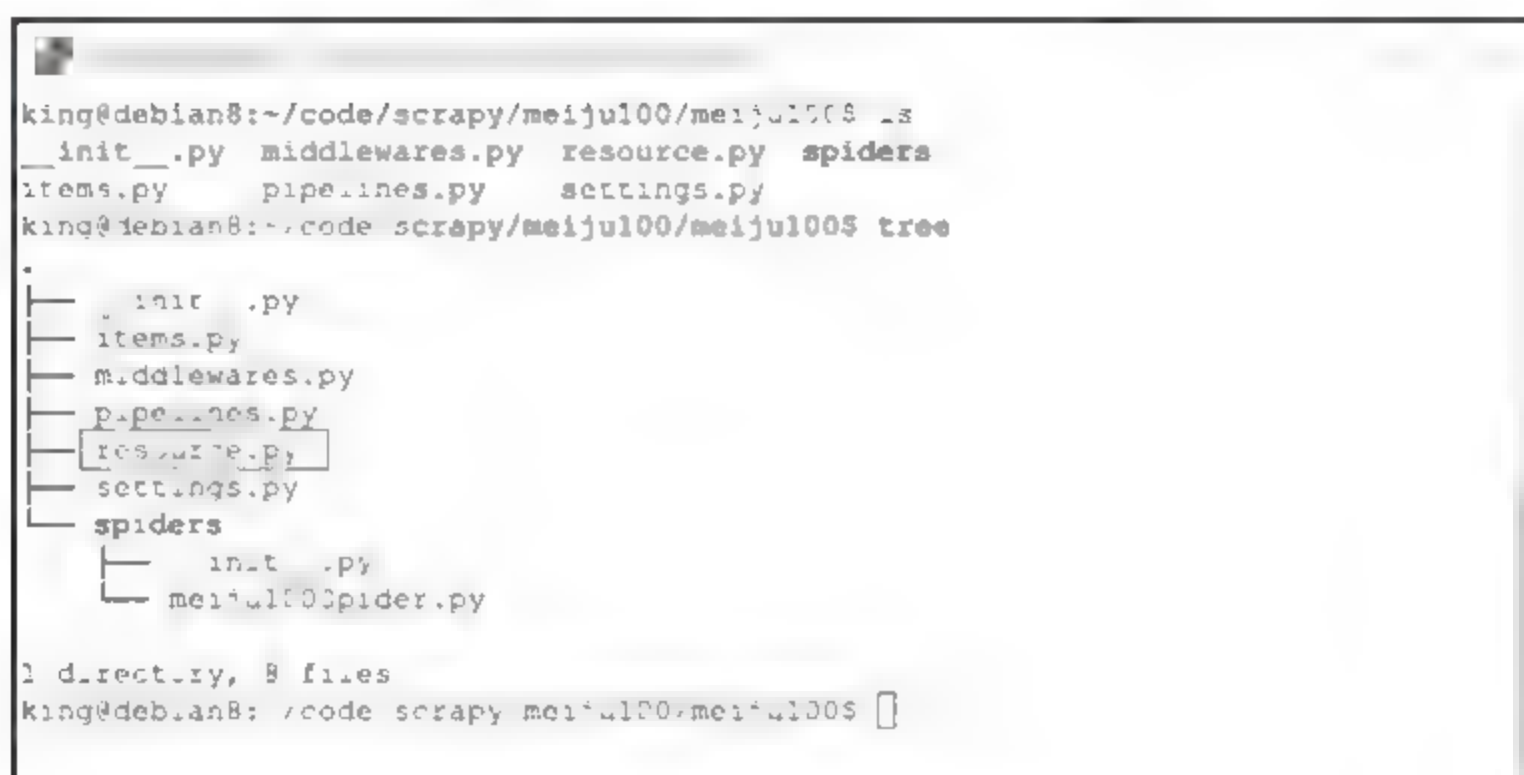 king@debian8:~/code/scrapy/meiju100/meiju100$ ls
__init__.py  middlewares.py  resource.py  spiders
items.py     pipelines.py    settings.py
king@debian8:~/code/scrapy/meiju100/meiju100$ tree
.
├── __init__.py
├── items.py
├── middlewares.py
├── pipelines.py
├── resource.py
├── settings.py
└── spiders
    ├── __init__.py
    └── meiju100Spider.py
1 directory, 8 files
king@debian8:~/code/scrapy/meiju100/meiju100$